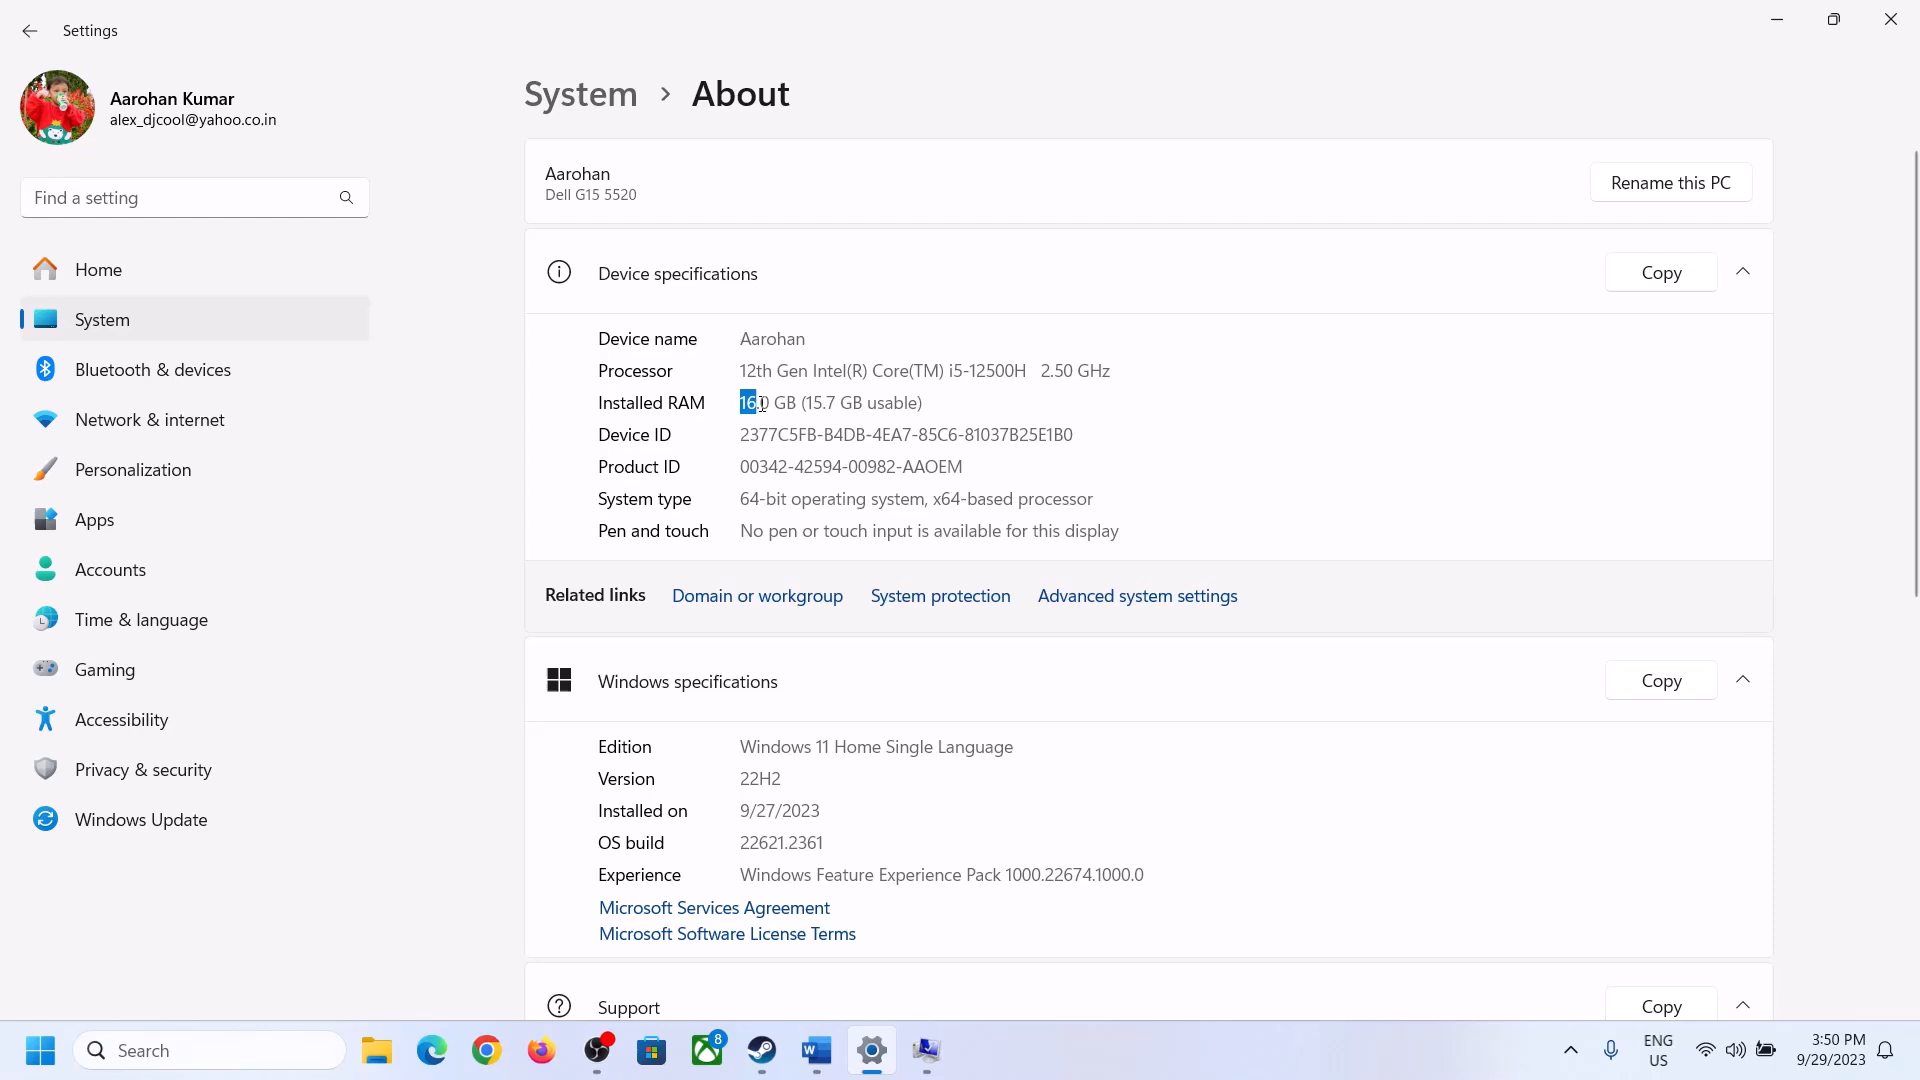 Settings
Aarohan Kumar
alex_djcool@yahoo.co.in
Find a setting
Home
System
Bluetooth & devices
Network & internet
Personalization
Apps
Accounts
Time & language
Gaming
Accessibility
Privacy & security
Windows Update
System > About
Aarohan
Dell G15 5520
Rename this PC
Device specifications
Copy
Device name Aarohan
Processor 12th Gen Intel(R) Core(TM) i5-12500H 2.50 GHz
Installed RAM 16.0 GB (15.7 GB usable)
Device ID 2377C5FB-B4DB-4EA7-85C6-81037B25E1B0
Product ID 00342-42594-00982-AAOEM
System type 64-bit operating system, x64-based processor
Pen and touch No pen or touch input is available for this display
Related links Domain or workgroup System protection Advanced system settings
Windows specifications
Copy
Edition Windows 11 Home Single Language
Version 22H2
Installed on 9/27/2023
OS build 22621.2361
Experience Windows Feature Experience Pack 1000.22674.1000.0
Microsoft Services Agreement
Microsoft Software License Terms
Support
Copy
Search
8
ENG
US
3:50 PM
9/29/2023